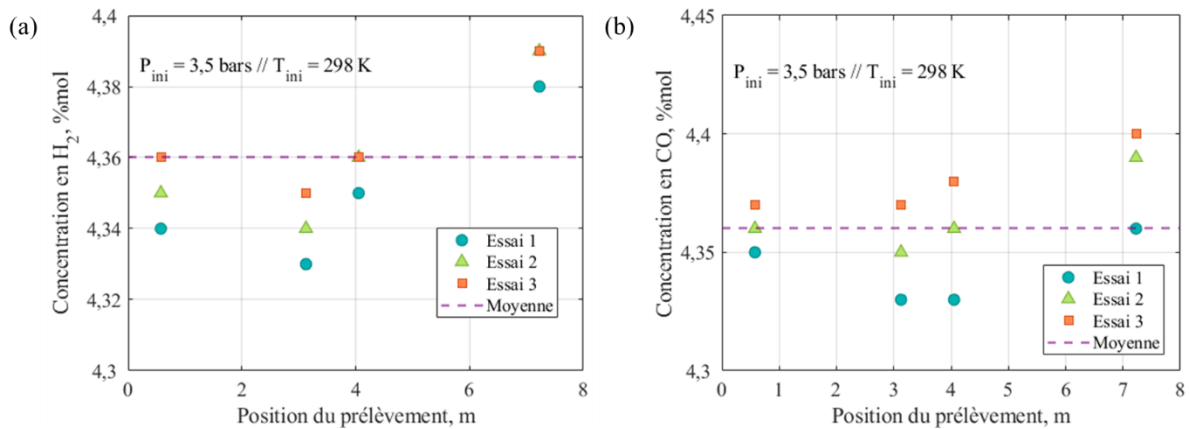 (a)
4,4
4,38
4,36
4,34
4,32
4,3
Concentration en H2, %mol
P_ini = 3,5 bars // T_ini = 298 K
Essai 1
Essai 2
Essai 3
Moyenne
0 2 4 6 8
Position du prélèvement, m
(b)
4,45
4,4
4,35
4,3
Concentration en CO, %mol
P_ini = 3,5 bars // T_ini = 298 K
Essai 1
Essai 2
Essai 3
Moyenne
0 1 2 3 4 5 6 7 8
Position du prélèvement, m